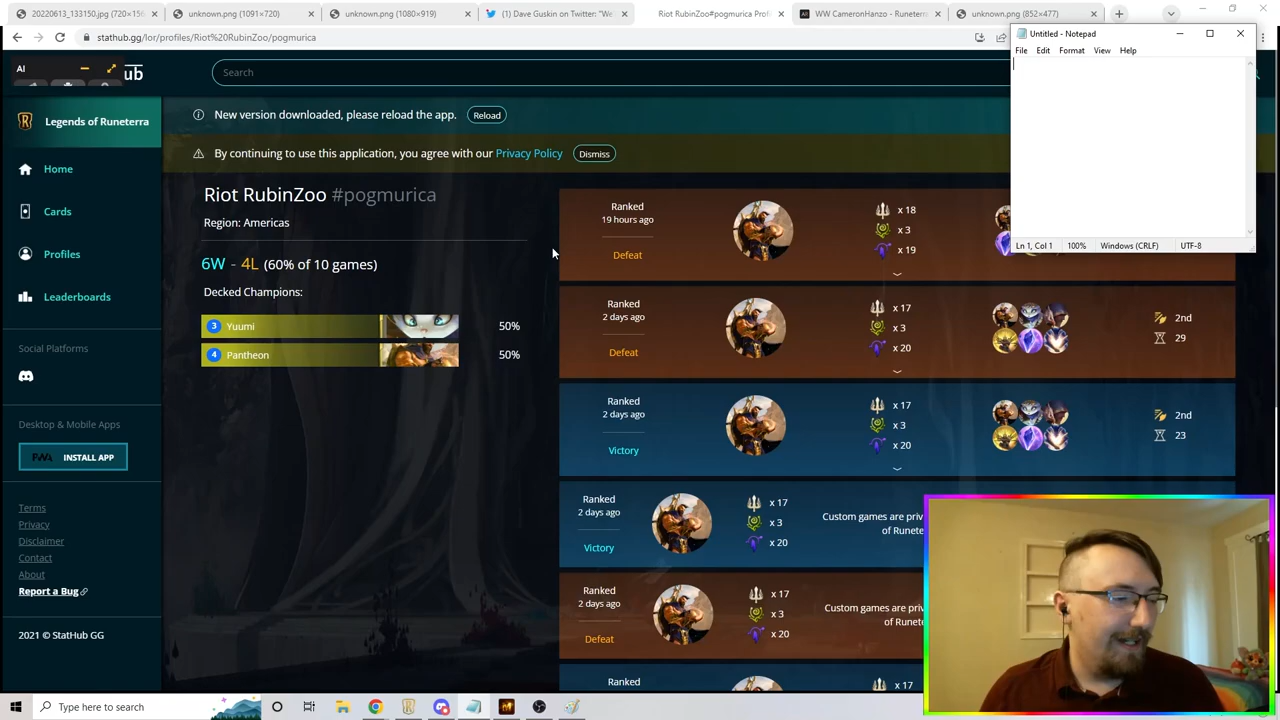 20220613_133150.jpg (720×15
unknown.png (1091×720)
unknown.png (1080×919)
(1) Dave Guskin on Twitter: "We
Riot RubinZoo#pogmurica Prof
WW CameronHanzo - Runeterra
unknown.png (852×477)
stathub.gg/lor/profiles/Riot%20RubinZoo/pogmurica
Untitled - Notepad
File Edit Format View Help
Ln 1, Col 1 100% Windows (CRLF) UTF-8
AI
ub
Search
Legends of Runeterra
Home
Cards
Profiles
Leaderboards
Social Platforms
Desktop & Mobile Apps
PWA INSTALL APP
Terms
Privacy
Disclaimer
Contact
About
Report a Bug
2021 © StatHub GG
New version downloaded, please reload the app. Reload
By continuing to use this application, you agree with our Privacy Policy Dismiss
Riot RubinZoo #pogmurica
Region: Americas
6W - 4L (60% of 10 games)
Decked Champions:
3 Yuumi 50%
4 Pantheon 50%
Ranked
19 hours ago
Defeat
x 18
x 3
x 19
Ranked
2 days ago
Defeat
x 17
x 3
x 20
2nd
29
Ranked
2 days ago
Victory
x 17
x 3
x 20
2nd
23
Ranked
2 days ago
Victory
x 17
x 3
x 20
Custom games are priv
of Runete
Ranked
2 days ago
Defeat
x 17
x 3
x 20
Custom games are priv
of Runete
Ranked
x 17
Type here to search